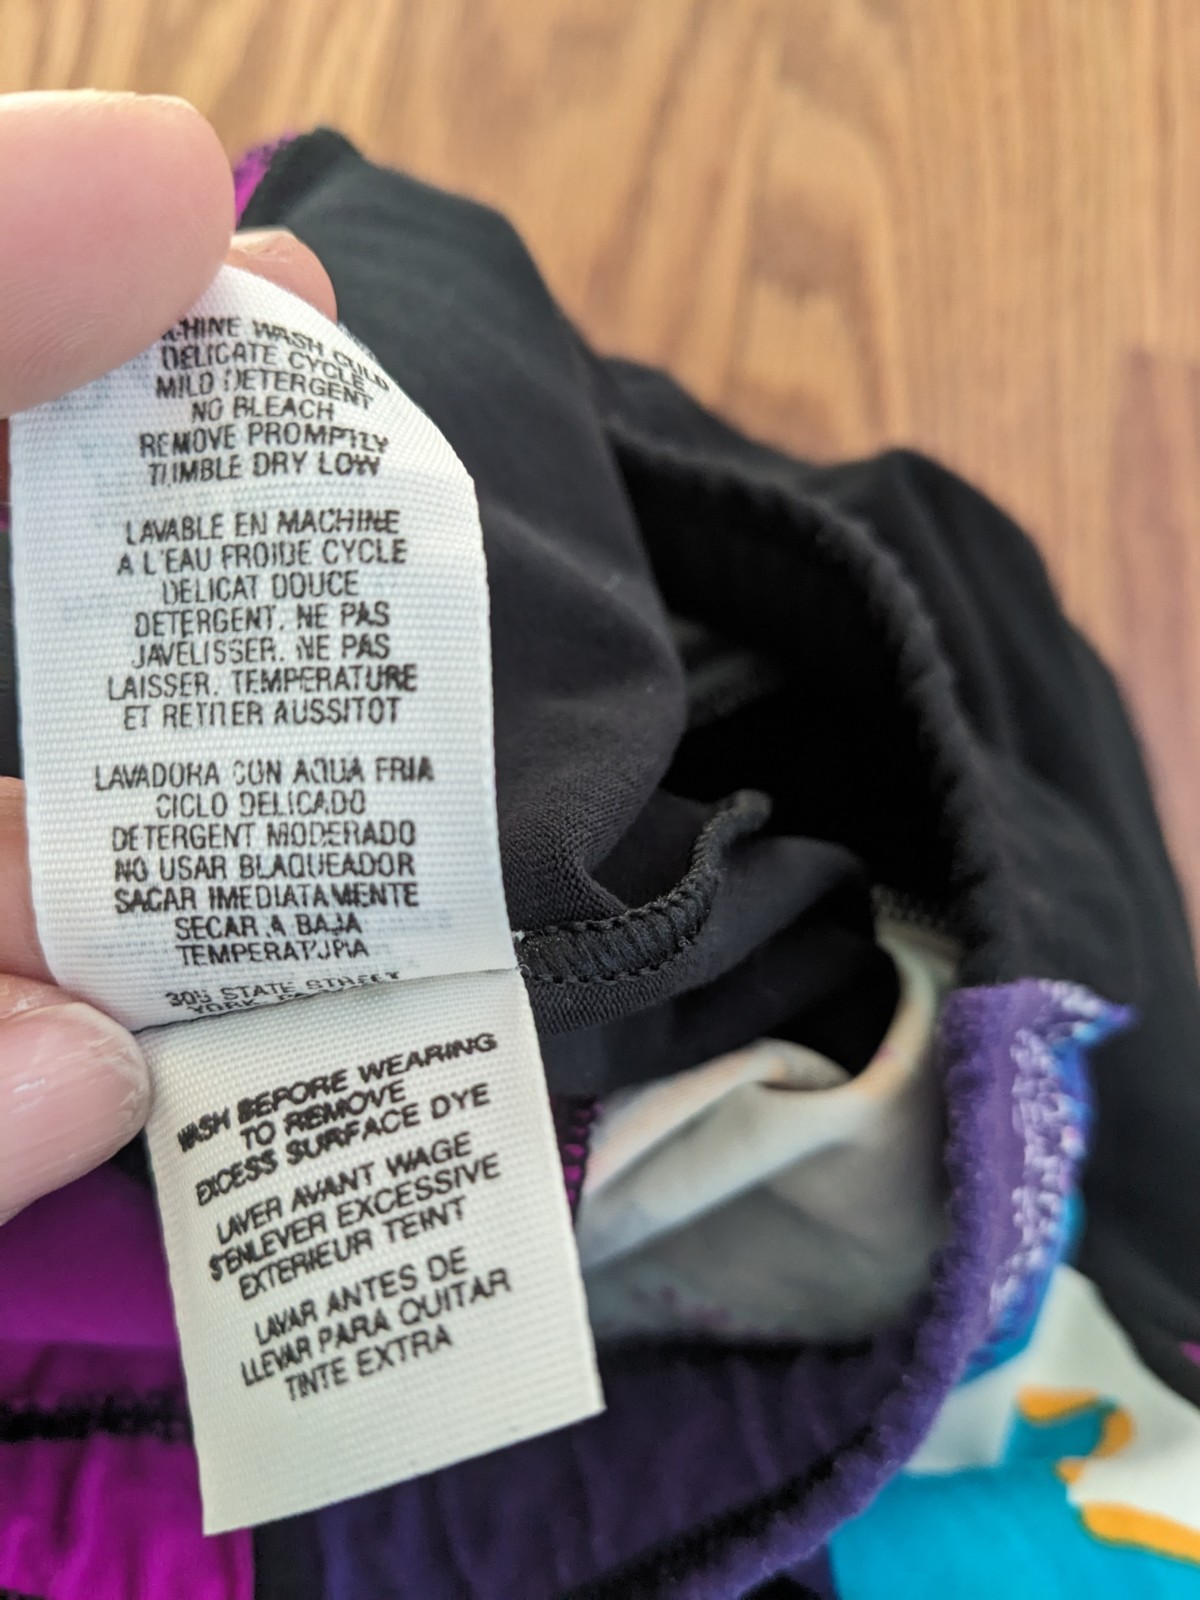 WASH COLD
DELICATE CYCLE
MILD DETERGENT
NO BLEACH
REMOVE PROMPTLY
TUMBLE DRY LOW
LAVABLE EN MACHINE
A L'EAU FROIDE CYCLE
DELICAT DOUCE
DETERGENT. NE PAS
JAVELISSER. NE PAS
LAISSER. TEMPERATURE
ET RETIRER AUSSITOT
LAVADORA CON AQUA FRIA
CICLO DELICADO
DETERGENT MODERADO
NO USAR BLAQUEADOR
SACAR IMEDIATAMENTE
SECAR A BAJA
TEMPERATURA
STATE STREET
YORK, PA
WASH BEFORE WEARING
TO REMOVE
EXCESS SURFACE DYE
LAVER AVANT WAGE
S'ENLEVER EXCESSIVE
EXTERIEUR TEINT
LAVAR ANTES DE
LLEVAR PARA QUITAR
TINTE EXTRA